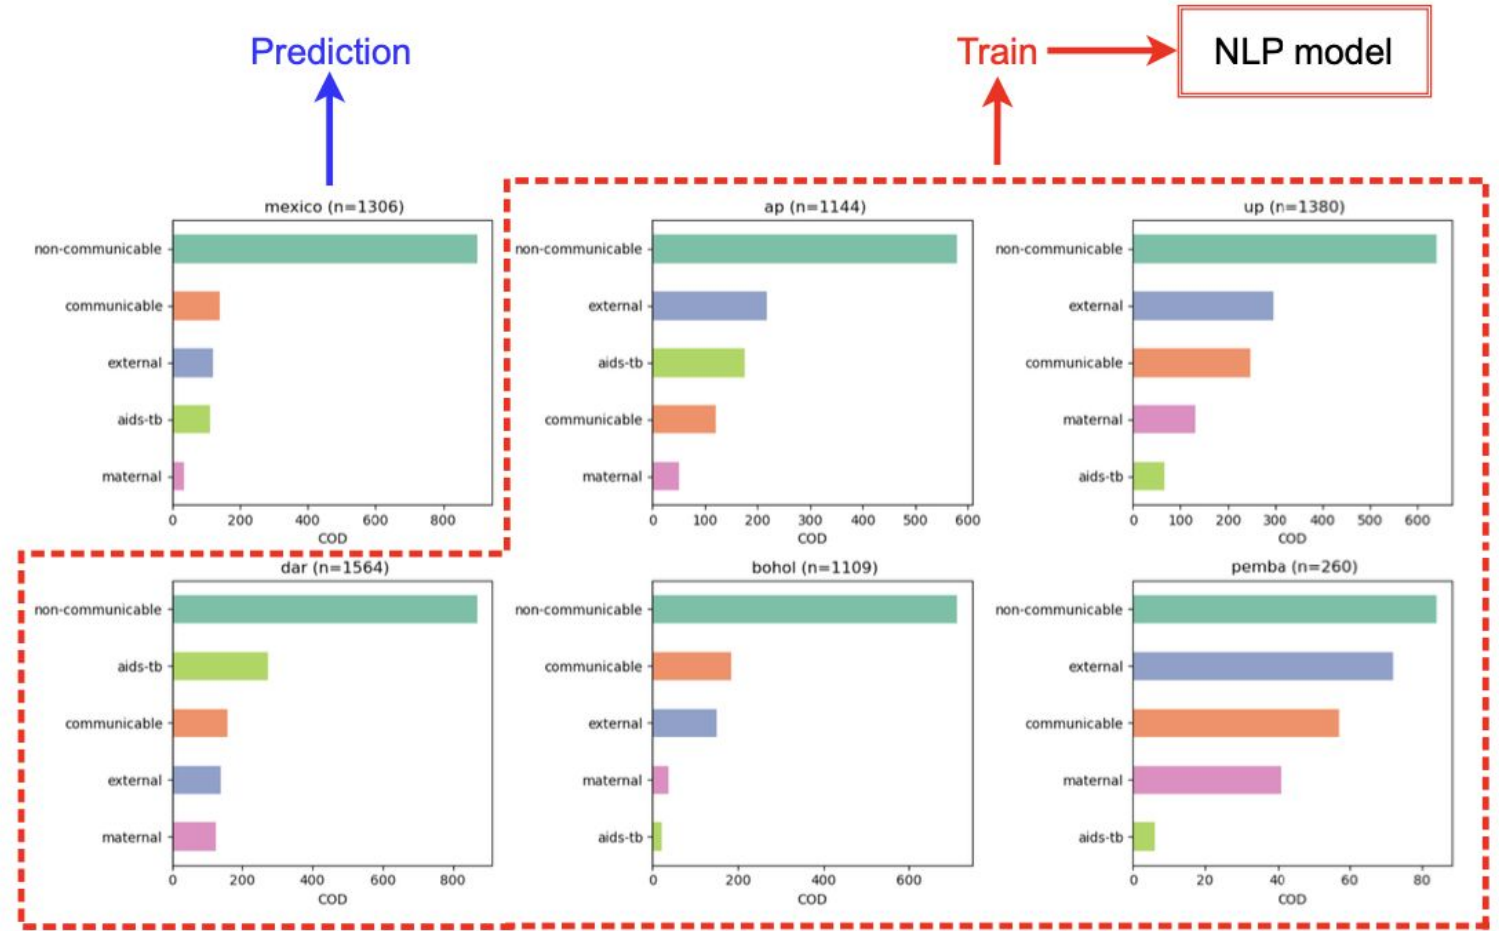 Prediction
Train
NLP model
mexico (n=1306)
non-communicable
communicable
external
aids-tb
maternal
0 200 400 600 800
COD
ap (n=1144)
non-communicable
external
aids-tb
communicable
maternal
0 100 200 300 400 500 600
COD
up (n=1380)
non-communicable
external
communicable
maternal
aids-tb
0 100 200 300 400 500 600
COD
dar (n=1564)
non-communicable
aids-tb
communicable
external
maternal
0 200 400 600 800
COD
bohol (n=1109)
non-communicable
communicable
external
maternal
aids-tb
0 200 400 600
COD
pemba (n=260)
non-communicable
external
communicable
maternal
aids-tb
0 20 40 60 80
COD